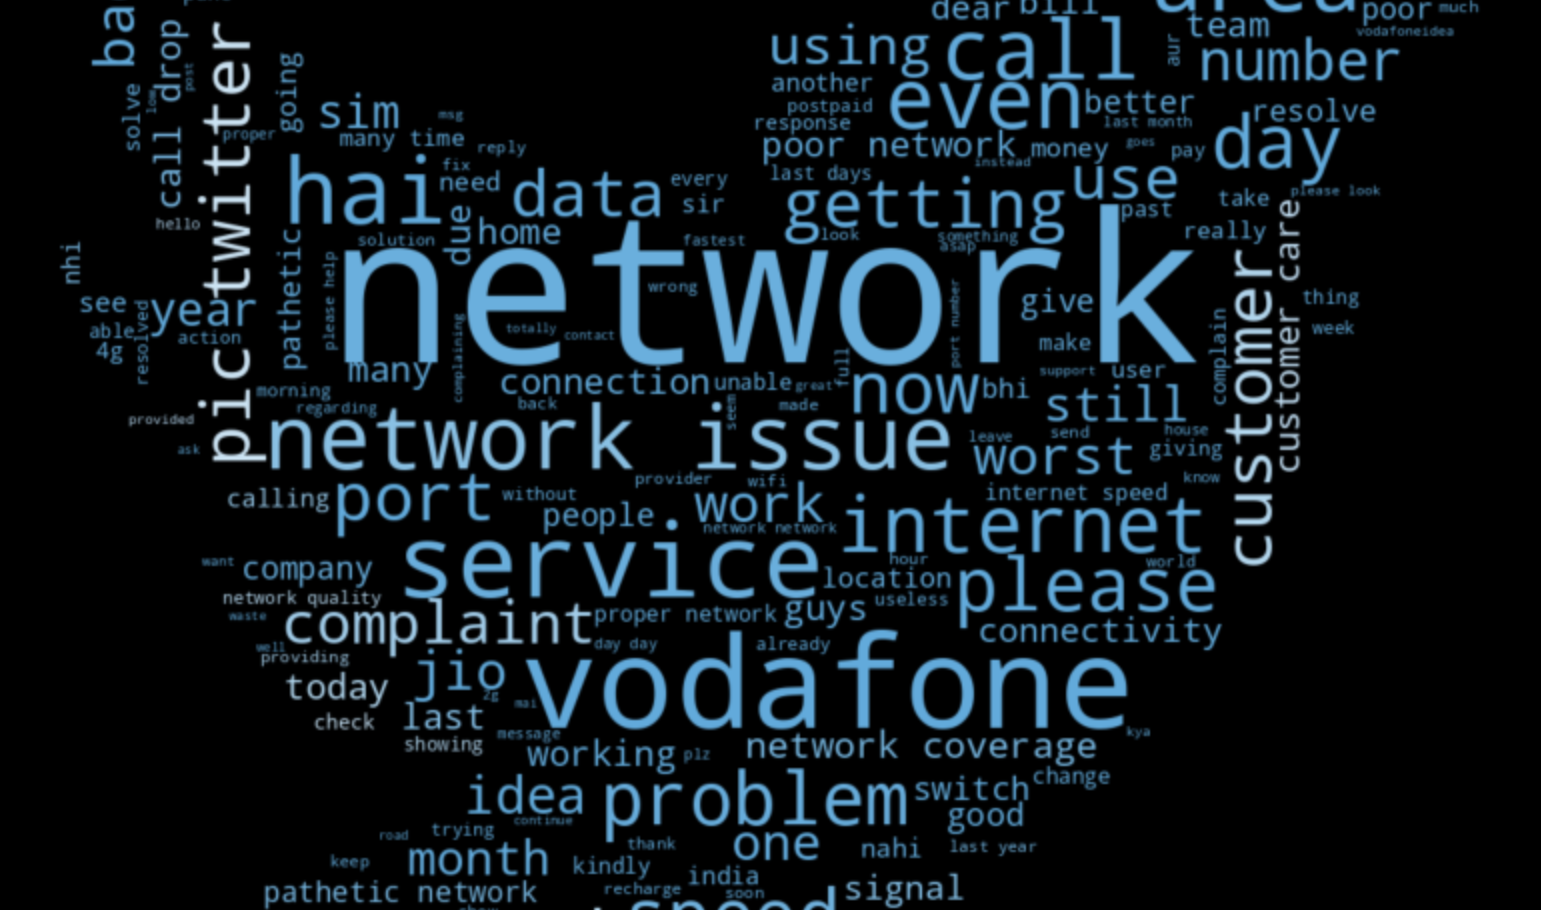 dear bill
poor much
team
vodafoneidea
using call
aur
number
call drop
post
going
another
even
better
solve
low
sim
msg
postpaid
last month
resolve
pic twitter
proper
many time
reply
response
poor network
money
goes
pay
day
hai
fix
need
data
every
last days
instead
use
please look
hello
sir
getting
past
take
customer care
due
home
look
something
really
nhi
pathetic
solution
fastest
asap
please help
network
customer
see
year
wrong
port number
give
thing
able
resolved
action
complaining
totally
contact
make
complain
week
4g
many
connection
unable
great
full
now
bhi
support
user
morning
regarding
back
seem
made
still
provided
network issue
leave
send
house
ask
worst
giving
calling
port
without
provider
wifi
internet speed
know
people
work
network network
internet
want
company
service
hour
location
world
network quality
useless
please
waste
complaint
proper network
guys
connectivity
well
providing
day day
already
today
jio
2g
mai
vodafone
check
last
showing
message
kya
working
plz
network coverage
idea
problem
switch
change
continue
good
road
trying
thank
one
nahi
last year
keep
month
kindly
india
pathetic network
recharge
soon
signal
speed